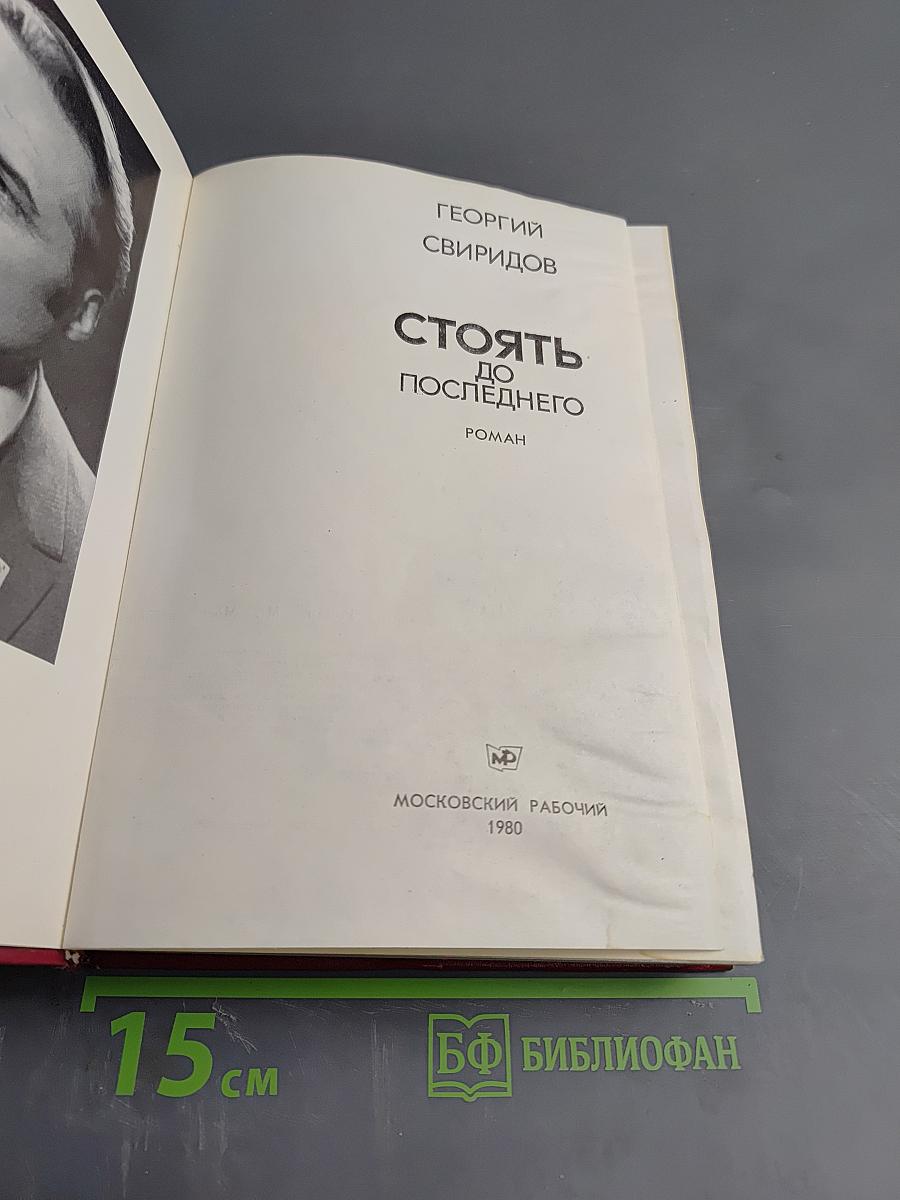 ГЕОРГИЙ
СВИРИДОВ
СТОЯТЬ
ДО
ПОСЛЕДНЕГО
РОМАН
МР
МОСКОВСКИЙ РАБОЧИЙ
1980
15 см
БФ БИБЛИОФАН